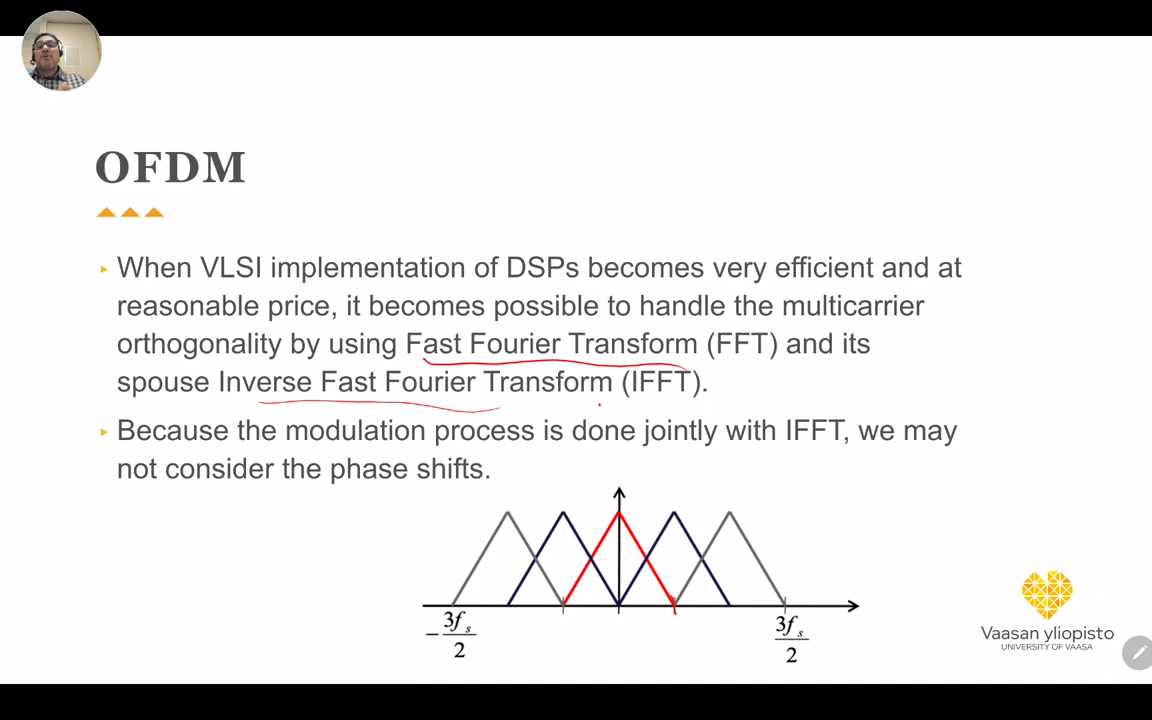 OFDM
When VLSI implementation of DSPs becomes very efficient and at
reasonable price, it becomes possible to handle the multicarrier
orthogonality by using Fast Fourier Transform (FFT) and its
spouse Inverse Fast Fourier Transform (IFFT).
Because the modulation process is done jointly with IFFT, we may
not consider the phase shifts.
-3fs/2
3fs/2
Vaasan yliopisto
UNIVERSITY OF VAASA